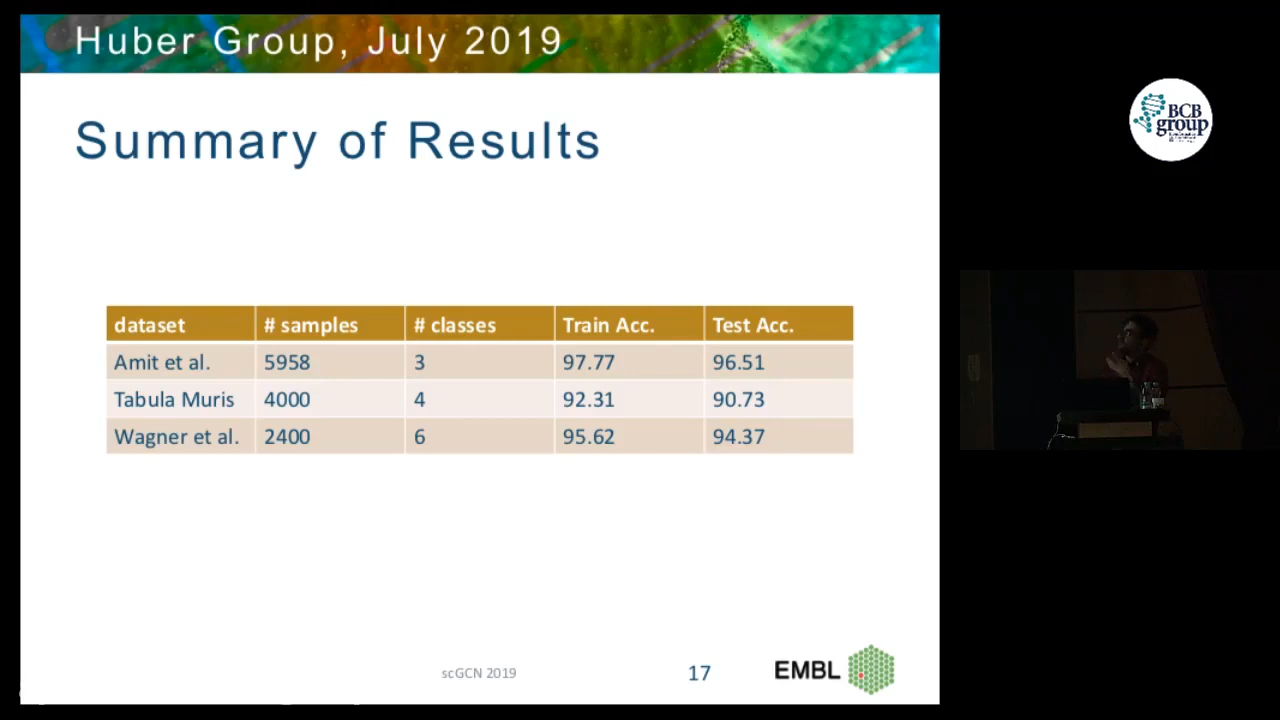 Huber Group, July 2019
Summary of Results
dataset # samples # classes Train Acc. Test Acc.
Amit et al. 5958 3 97.77 96.51
Tabula Muris 4000 4 92.31 90.73
Wagner et al. 2400 6 95.62 94.37
scGCN 2019
17
EMBL
BCB
group